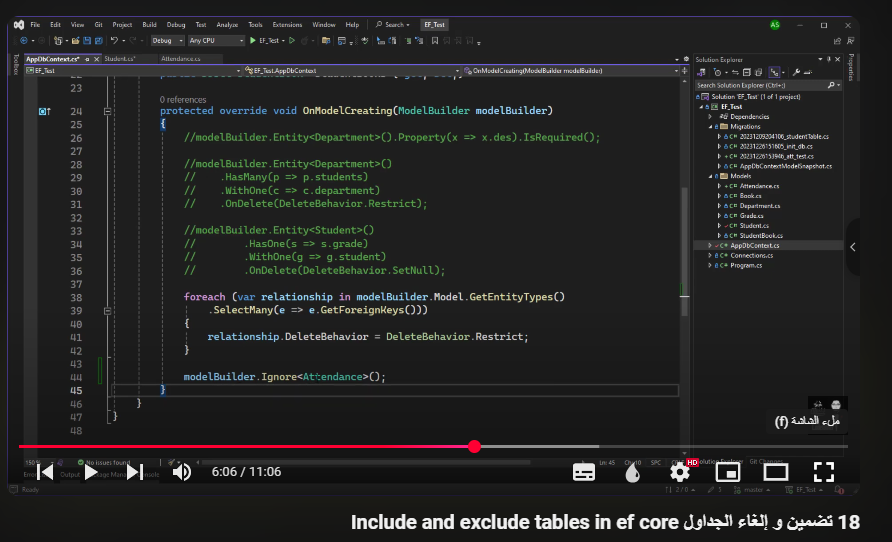 File Edit View Git Project Build Debug Test Analyze Tools Extensions Window Help Search EF_Test AS
Debug Any CPU EF_Test
AppDbContext.cs* Student.cs* Attendance.cs
EF_Test EF_Test.AppDbContext OnModelCreating(ModelBuilder modelBuilder)
Toolbox
23
0 references
24 protected override void OnModelCreating(ModelBuilder modelBuilder)
25 {
26 //modelBuilder.Entity<Department>().Property(x => x.des).IsRequired();
27
28 //modelBuilder.Entity<Department>()
29 // .HasMany(p => p.students)
30 // .WithOne(c => c.department)
31 // .OnDelete(DeleteBehavior.Restrict);
32
33 //modelBuilder.Entity<Student>()
34 // .HasOne(s => s.grade)
35 // .WithOne(g => g.student)
36 // .OnDelete(DeleteBehavior.SetNull);
37
38 foreach (var relationship in modelBuilder.Model.GetEntityTypes()
39 .SelectMany(e => e.GetForeignKeys()))
40 {
41 relationship.DeleteBehavior = DeleteBehavior.Restrict;
42 }
43
44 modelBuilder.Ignore<Attendance>();
45 }
46 }
47 }
48
Solution Explorer
Search Solution Explorer (Ctrl+;)
Solution 'EF_Test' (1 of 1 project)
EF_Test
Dependencies
Migrations
20231209204106_studentTable.cs
20231226151605_init_db.cs
20231226153946_att_test.cs
AppDbContextModelSnapshot.cs
Models
Attendance.cs
Book.cs
Department.cs
Grade.cs
Student.cs
StudentBook.cs
AppDbContext.cs
Connections.cs
Program.cs
Properties
ملء الشاشة (f)
150 % No issues found Ln: 45 Ch: 10 SPC Solution Explorer Git Changes
Output
6:06 / 11:06 HD
Ready 2 / 0 5 master EF_Test
18 تضمين و إلغاء الجداول Include and exclude tables in ef core